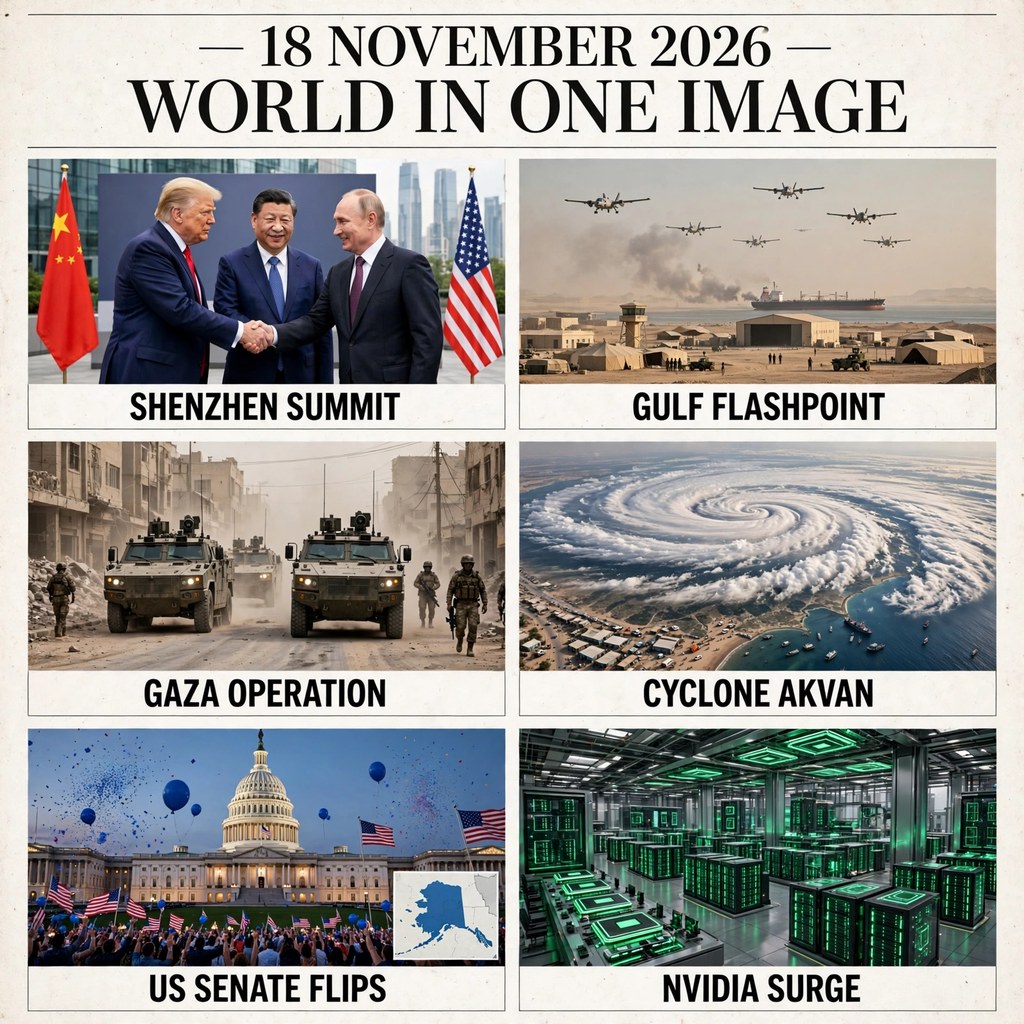 — 18 NOVEMBER 2026 —
WORLD IN ONE IMAGE
SHENZHEN SUMMIT
GULF FLASHPOINT
GAZA OPERATION
CYCLONE AKVAN
US SENATE FLIPS
NVIDIA SURGE